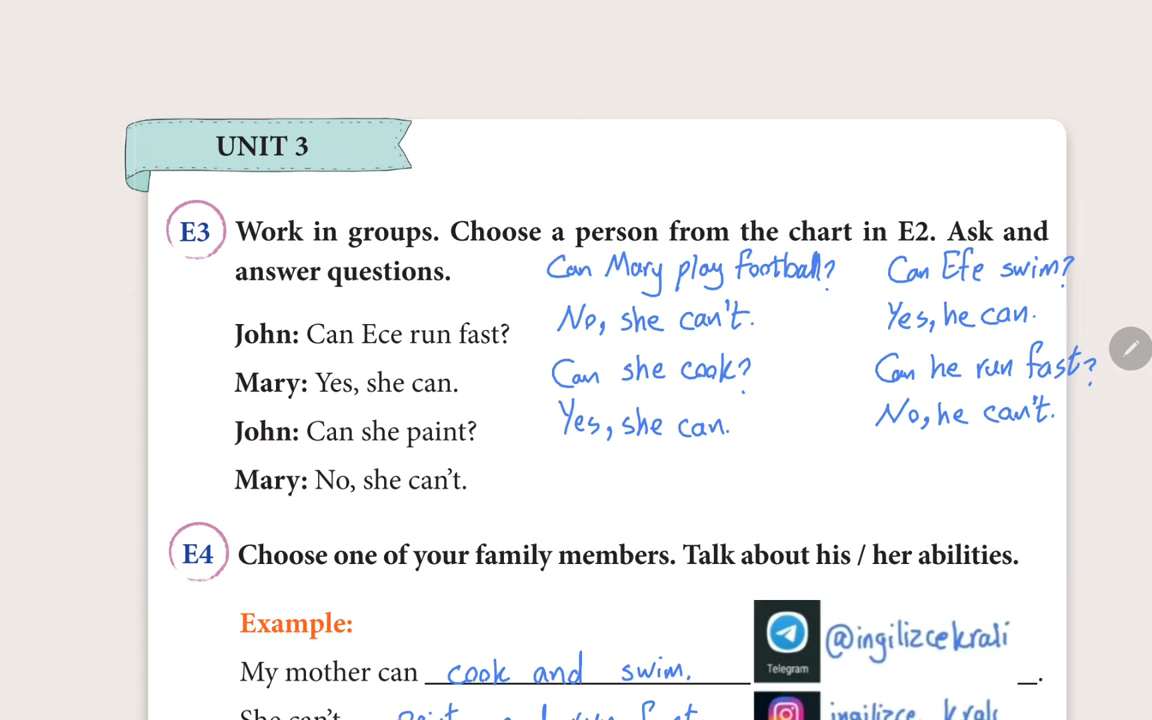 UNIT 3
E3 Work in groups. Choose a person from the chart in E2. Ask and
answer questions.
Can Mary play football?
No, she can't.
Can she cook?
Yes, she can.
Can Efe swim?
Yes, he can.
Can he run fast?
No, he can't.
John: Can Ece run fast?
Mary: Yes, she can.
John: Can she paint?
Mary: No, she can't.
E4 Choose one of your family members. Talk about his / her abilities.
Example:
My mother can cook and swim.
Telegram
@ingilizcekrali
She can't